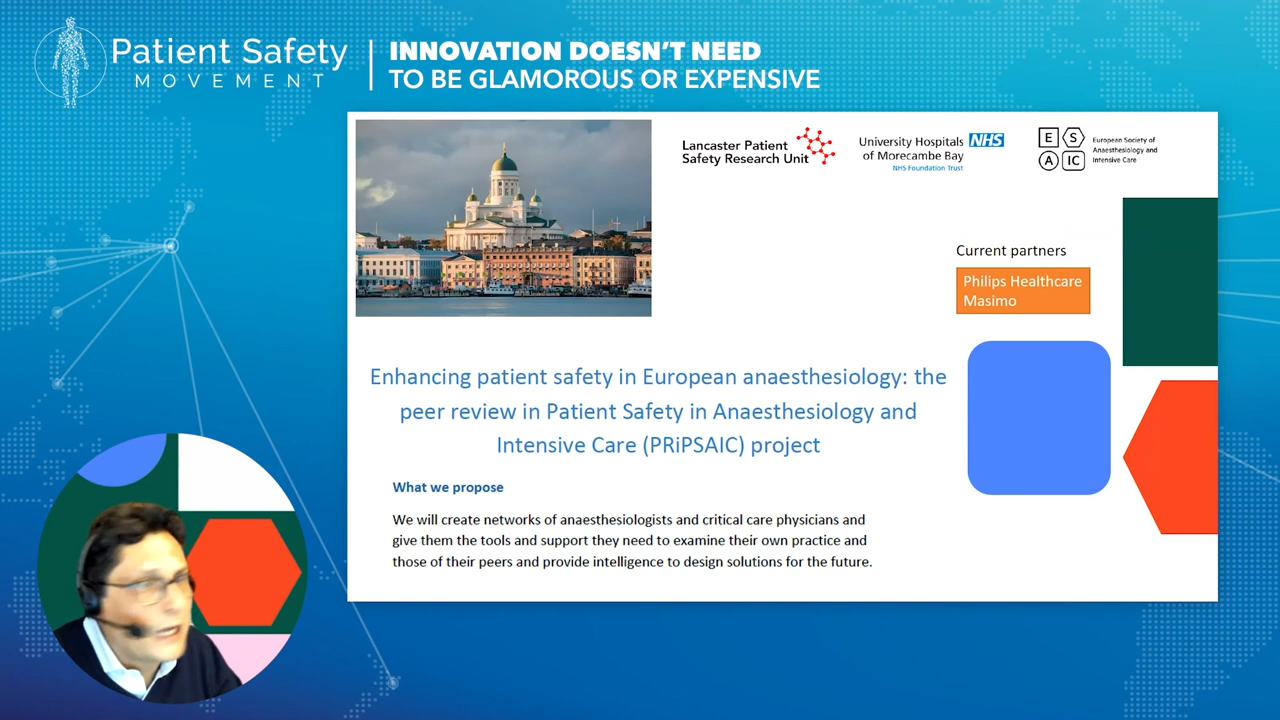 Patient Safety
MOVEMENT
INNOVATION DOESN'T NEED
TO BE GLAMOROUS OR EXPENSIVE
Lancaster Patient
Safety Research Unit
University Hospitals NHS
of Morecambe Bay
NHS Foundation Trust
E S
A IC
European Society of
Anaesthesiology and
Intensive Care
Current partners
Philips Healthcare
Masimo
Enhancing patient safety in European anaesthesiology: the
peer review in Patient Safety in Anaesthesiology and
Intensive Care (PRiPSAIC) project
What we propose
We will create networks of anaesthesiologists and critical care physicians and
give them the tools and support they need to examine their own practice and
those of their peers and provide intelligence to design solutions for the future.